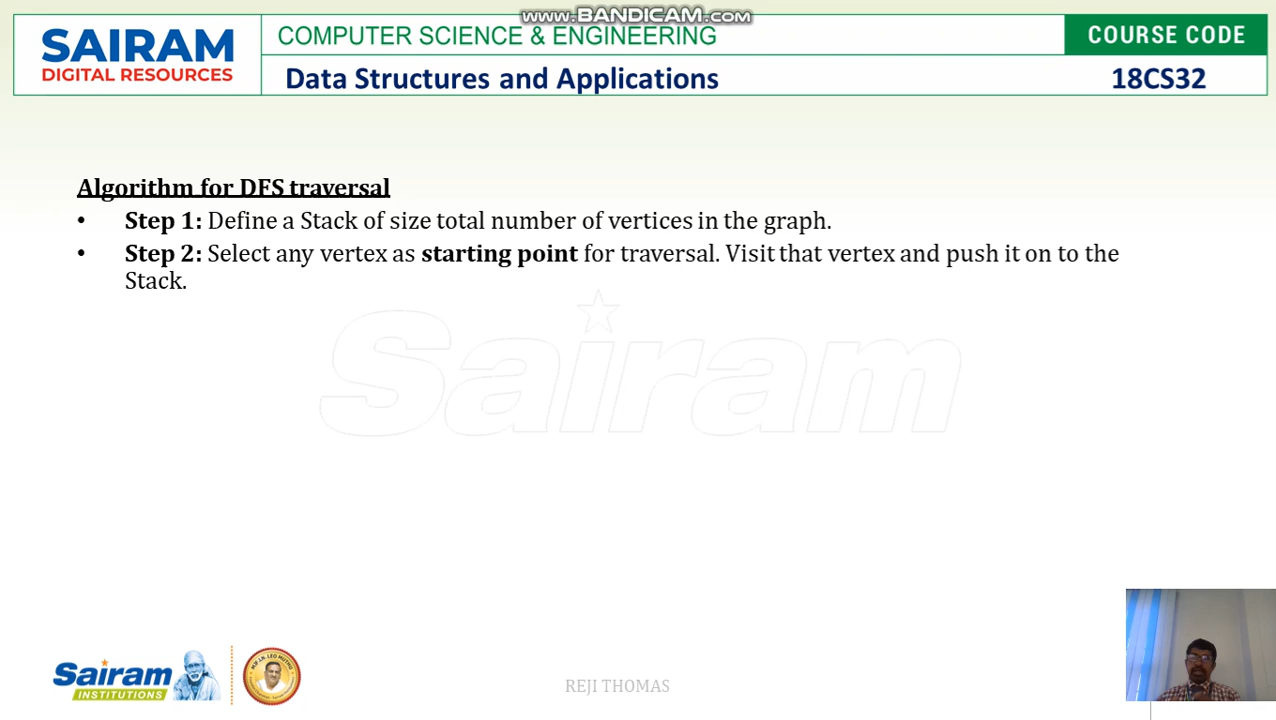 www.BANDICAM.com
SAIRAM
DIGITAL RESOURCES
COMPUTER SCIENCE & ENGINEERING
COURSE CODE
Data Structures and Applications
18CS32
Algorithm for DFS traversal
• Step 1: Define a Stack of size total number of vertices in the graph.
• Step 2: Select any vertex as starting point for traversal. Visit that vertex and push it on to the
Stack.
Sairam
Sairam
INSTITUTIONS
REJI THOMAS